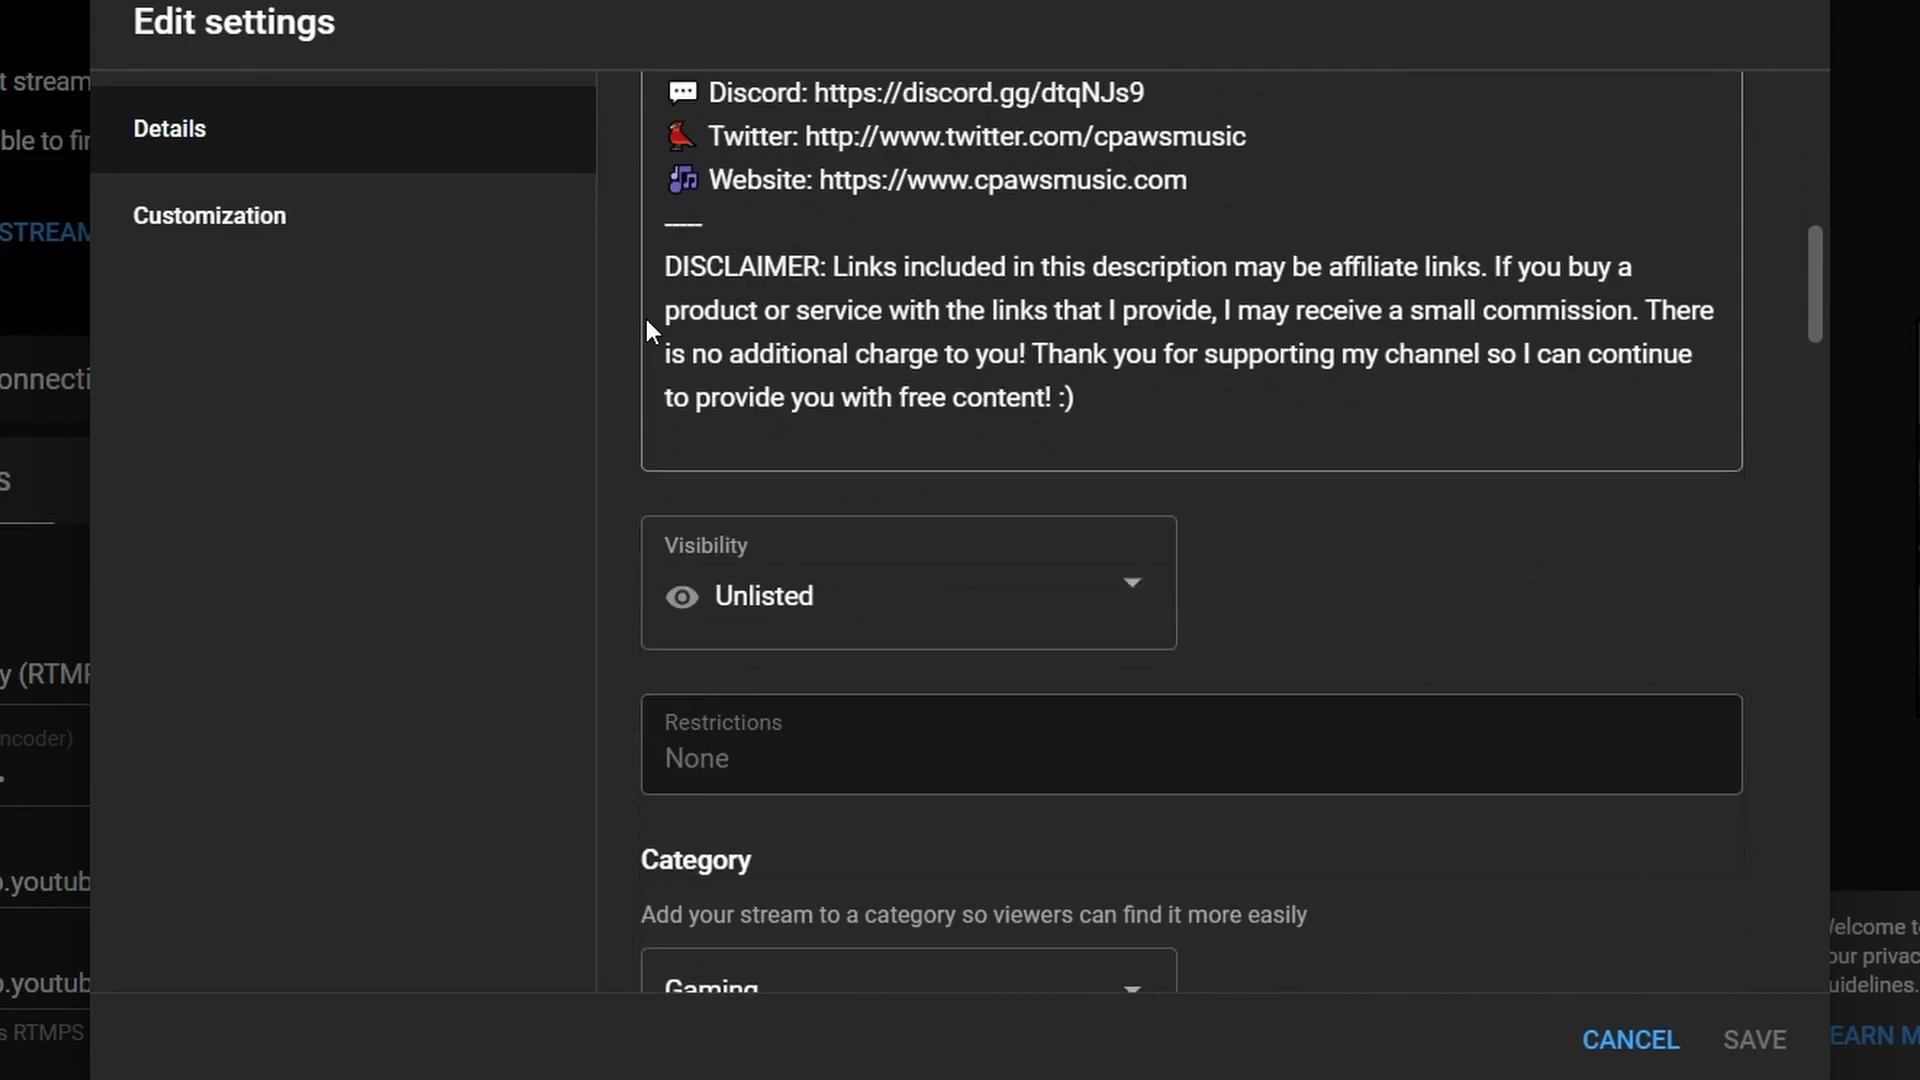 Edit settings
t stream
Details
ble to fir
Customization
STREAM
Discord: https://discord.gg/dtqNJs9
Twitter: http://www.twitter.com/cpawsmusic
Website: https://www.cpawsmusic.com
DISCLAIMER: Links included in this description may be affiliate links. If you buy a
product or service with the links that I provide, I may receive a small commission. There
is no additional charge to you! Thank you for supporting my channel so I can continue
to provide you with free content! :)
onnecti
S
Visibility
Unlisted
y (RTMP
Restrictions
None
ncoder)
Category
Add your stream to a category so viewers can find it more easily
Gaming
.youtub
.youtub
s RTMPS
elcome t
our privac
uidelines.
CANCEL
SAVE
EARN M